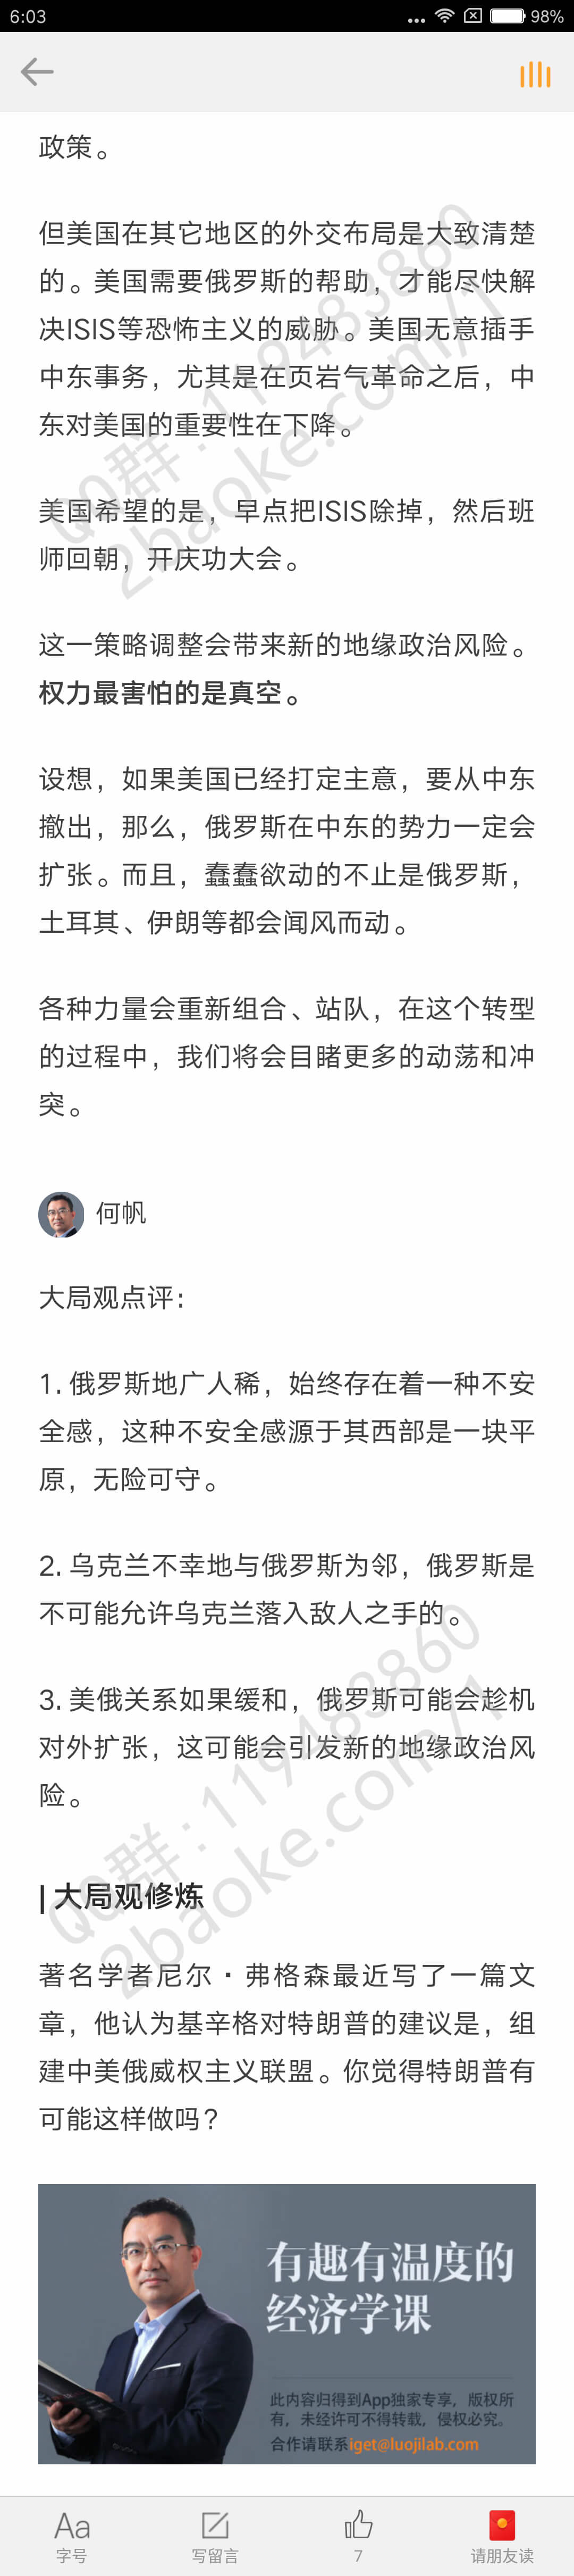 6:03
98%
政策。
但美国在其它地区的外交布局是大致清楚
的。美国需要俄罗斯的帮助，才能尽快解
决ISIS等恐怖主义的威胁。美国无意插手
中东事务，尤其是在页岩气革命之后，中
东对美国的重要性在下降。
美国希望的是，早点把ISIS除掉，然后班
师回朝，开庆功大会。
QQ群：119483860
2baoke.com/1
这一策略调整会带来新的地缘政治风险。
权力最害怕的是真空。
设想，如果美国已经打定主意，要从中东
撤出，那么，俄罗斯在中东的势力一定会
扩张。而且，蠢蠢欲动的不止是俄罗斯，
土耳其、伊朗等都会闻风而动。
各种力量会重新组合、站队，在这个转型
的过程中，我们将会目睹更多的动荡和冲
突。
何帆
大局观点评：
1. 俄罗斯地广人稀，始终存在着一种不安
全感，这种不安全感源于其西部是一块平
原，无险可守。
2. 乌克兰不幸地与俄罗斯为邻，俄罗斯是
不可能允许乌克兰落入敌人之手的。
3. 美俄关系如果缓和，俄罗斯可能会趁机
对外扩张，这可能会引发新的地缘政治风
险。
QQ群：119483860
2baoke.com/1
| 大局观修炼
著名学者尼尔·弗格森最近写了一篇文
章，他认为基辛格对特朗普的建议是，组
建中美俄威权主义联盟。你觉得特朗普有
可能这样做吗？
有趣有温度的
经济学课
此内容归得到App独家专享，版权所
有，未经许可不得转载，侵权必究。
合作请联系iget@luojilab.com
Aa
字号
写留言
7
请朋友读